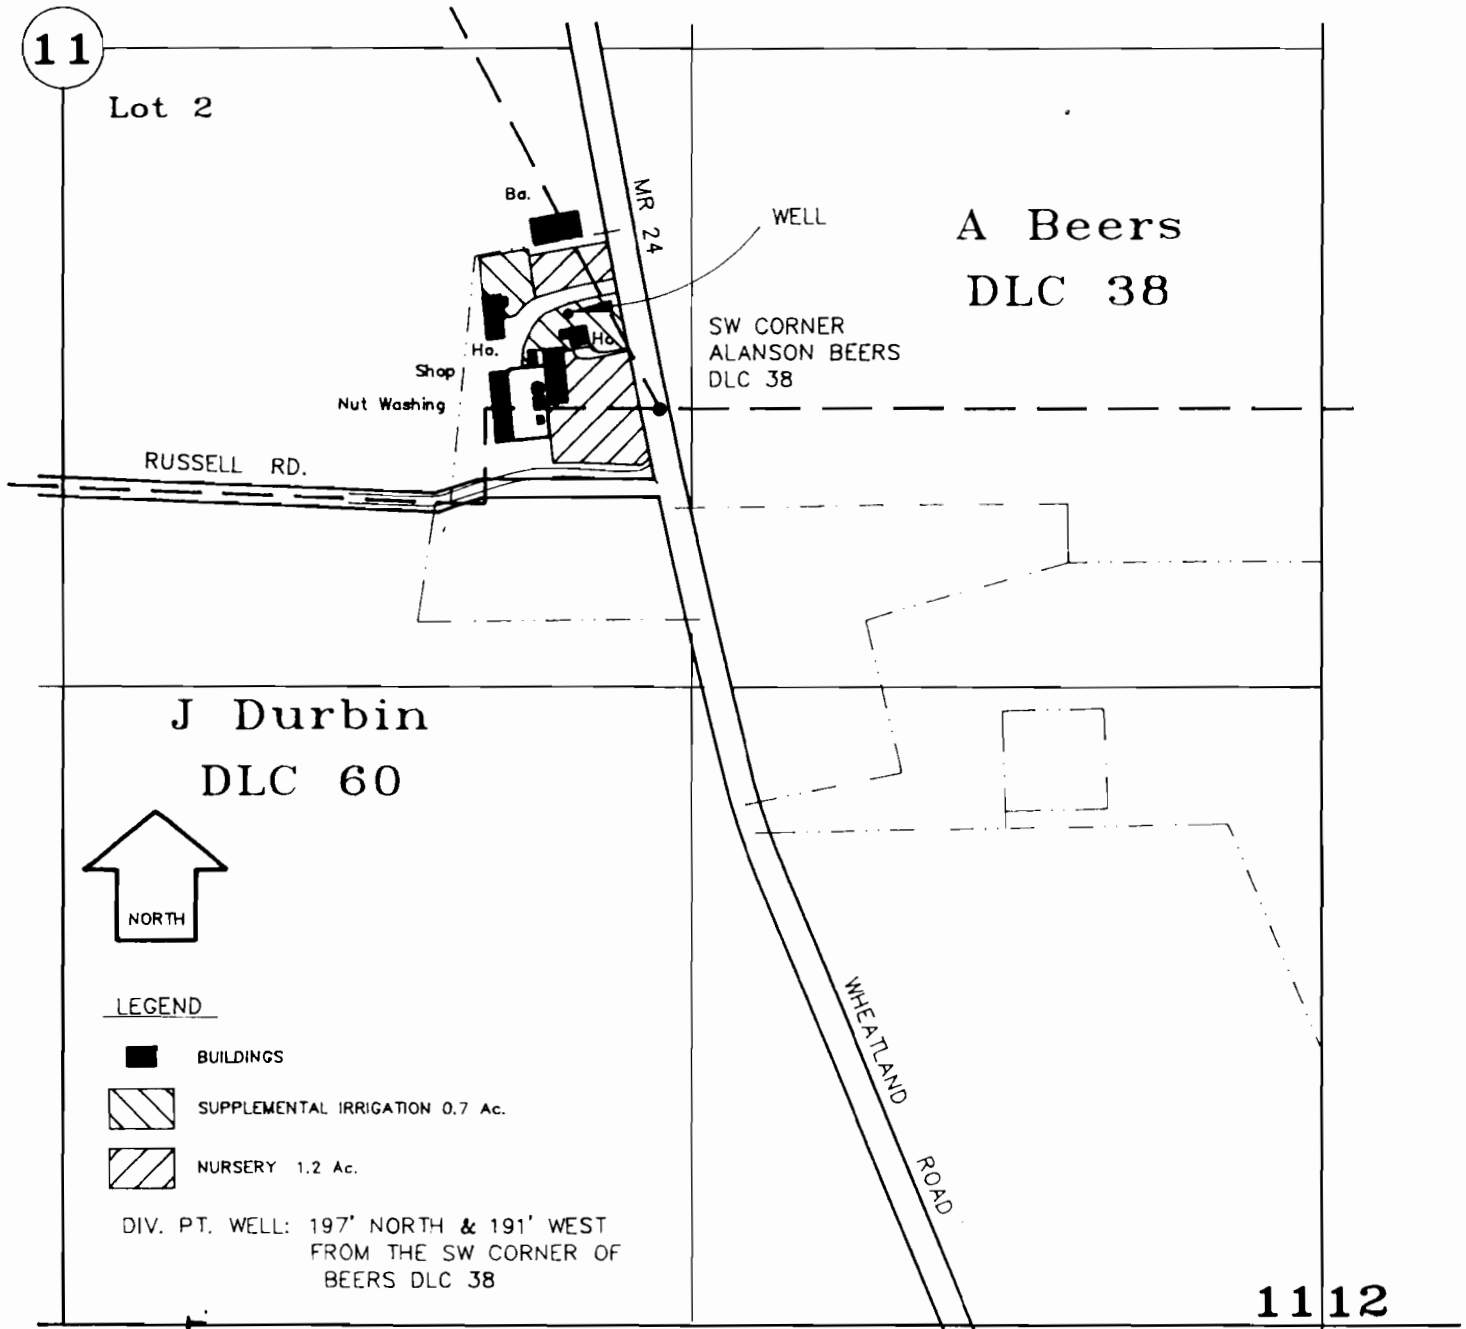 11
Lot 2
Ba.
MR 24
WELL
A Beers
DLC 38
SW CORNER
ALANSON BEERS
DLC 38
Ho.
Ho
Shop
Nut Washing
RUSSELL RD.
J Durbin
DLC 60
NORTH
LEGEND
BUILDINGS
SUPPLEMENTAL IRRIGATION 0.7 Ac.
NURSERY 1.2 Ac.
DIV. PT. WELL: 197' NORTH & 191' WEST
FROM THE SW CORNER OF
BEERS DLC 38
WHEATLAND ROAD
11 12